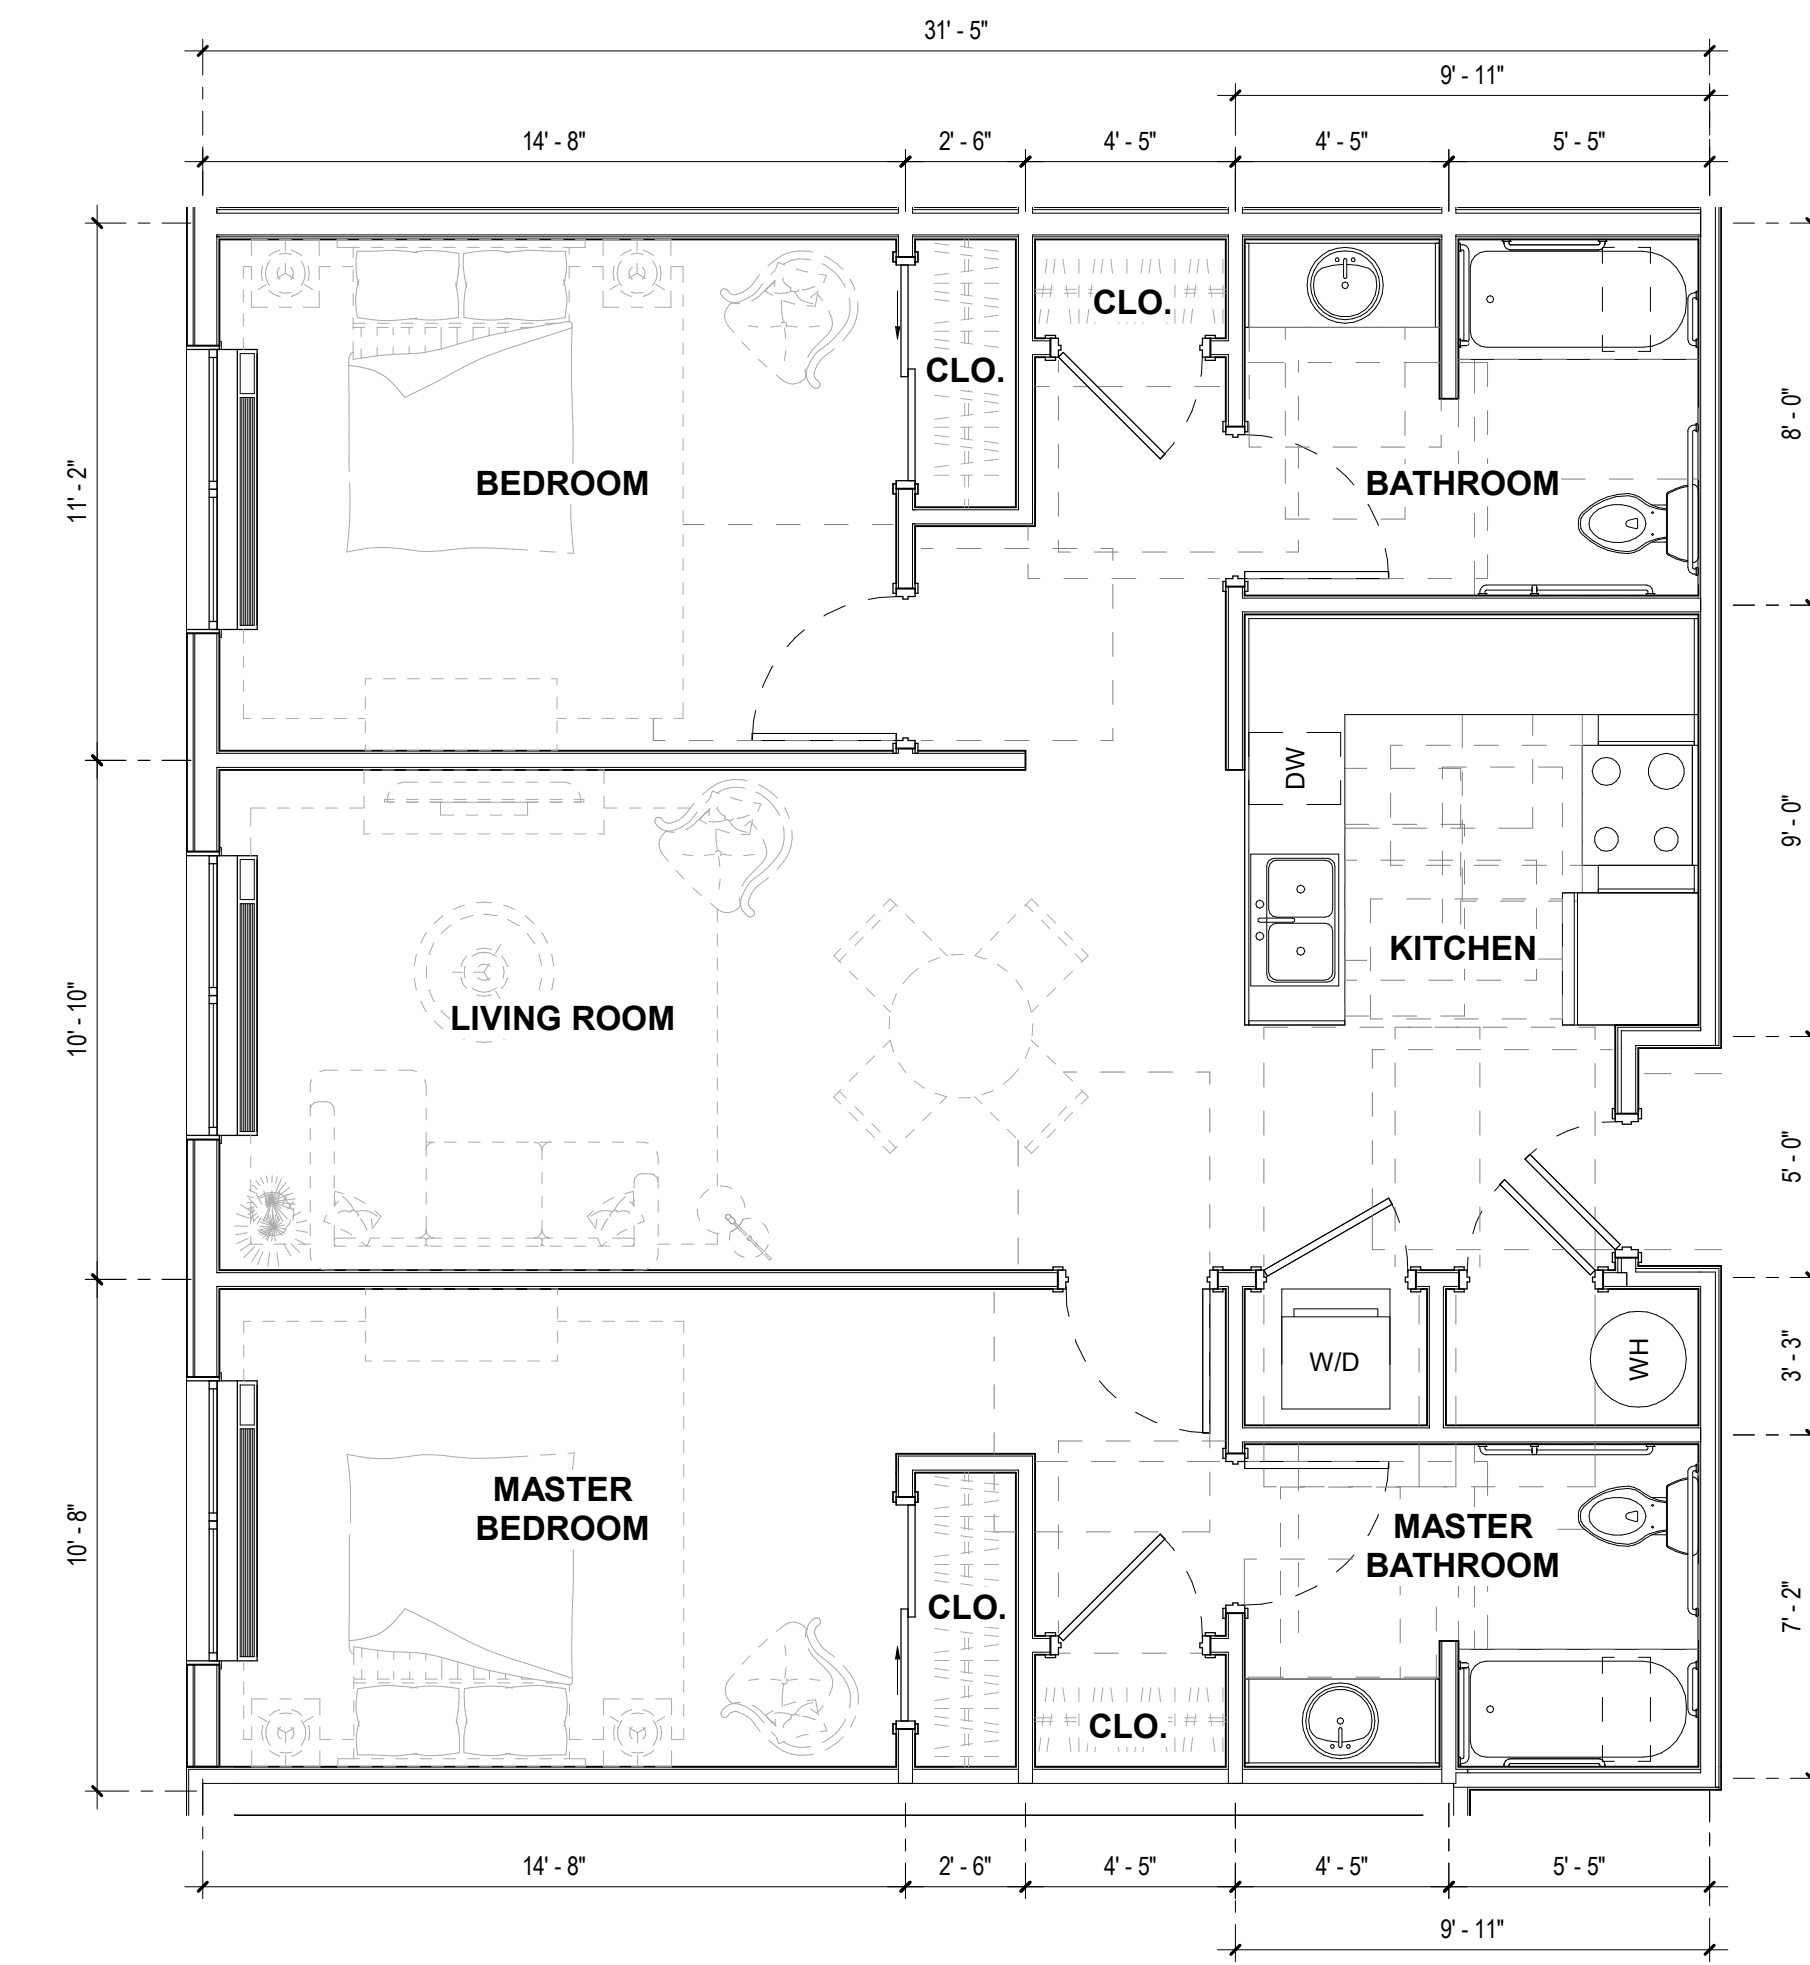 31' - 5"
9' - 11"
14' - 8"
2' - 6"
4' - 5"
4' - 5"
5' - 5"
CLO.
CLO.
8' - 0"
11' - 2"
BEDROOM
BATHROOM
DW
9' - 0"
KITCHEN
10' - 10"
LIVING ROOM
5' - 0"
W/D
WH
3' - 3"
MASTER
BEDROOM
10' - 8"
MASTER
BATHROOM
CLO.
7' - 2"
CLO.
14' - 8"
2' - 6"
4' - 5"
4' - 5"
5' - 5"
9' - 11"